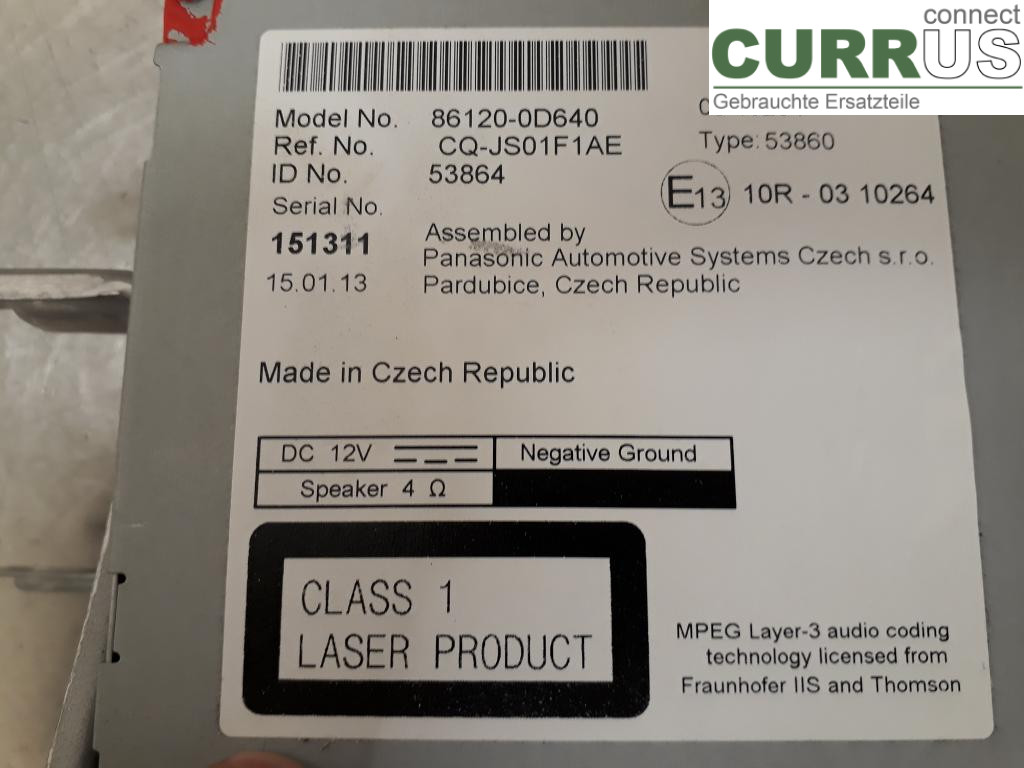 connect
CURRUS
Gebrauchte Ersatzteile
Model No. 86120-0D640
Ref. No. CQ-JS01F1AE
Type: 53860
ID No. 53864
E13 10R - 03 10264
Serial No.
151311
Assembled by
Panasonic Automotive Systems Czech s.r.o.
15.01.13
Pardubice, Czech Republic
Made in Czech Republic
DC 12V
Negative Ground
Speaker 4 Ω
CLASS 1
LASER PRODUCT
MPEG Layer-3 audio coding
technology licensed from
Fraunhofer IIS and Thomson